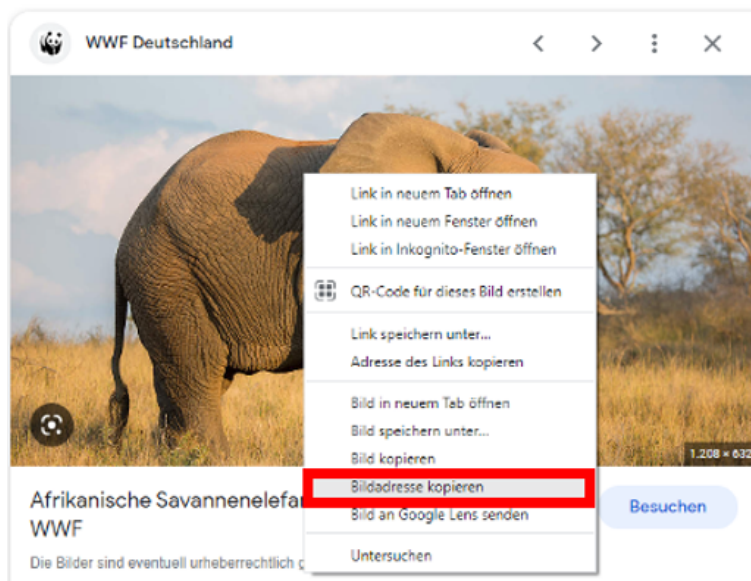 WWF Deutschland
Link in neuem Tab öffnen
Link in neuem Fenster öffnen
Link in Inkognito-Fenster öffnen
QR-Code für dieses Bild erstellen
Link speichern unter...
Adresse des Links kopieren
Bild in neuem Tab öffnen
Bild speichern unter...
Bild kopieren
Bildadresse kopieren
Bild an Google Lens senden
Untersuchen
1.208 × 632
Afrikanische Savannenelefa
WWF
Besuchen
Die Bilder sind eventuell urheberrechtlich g